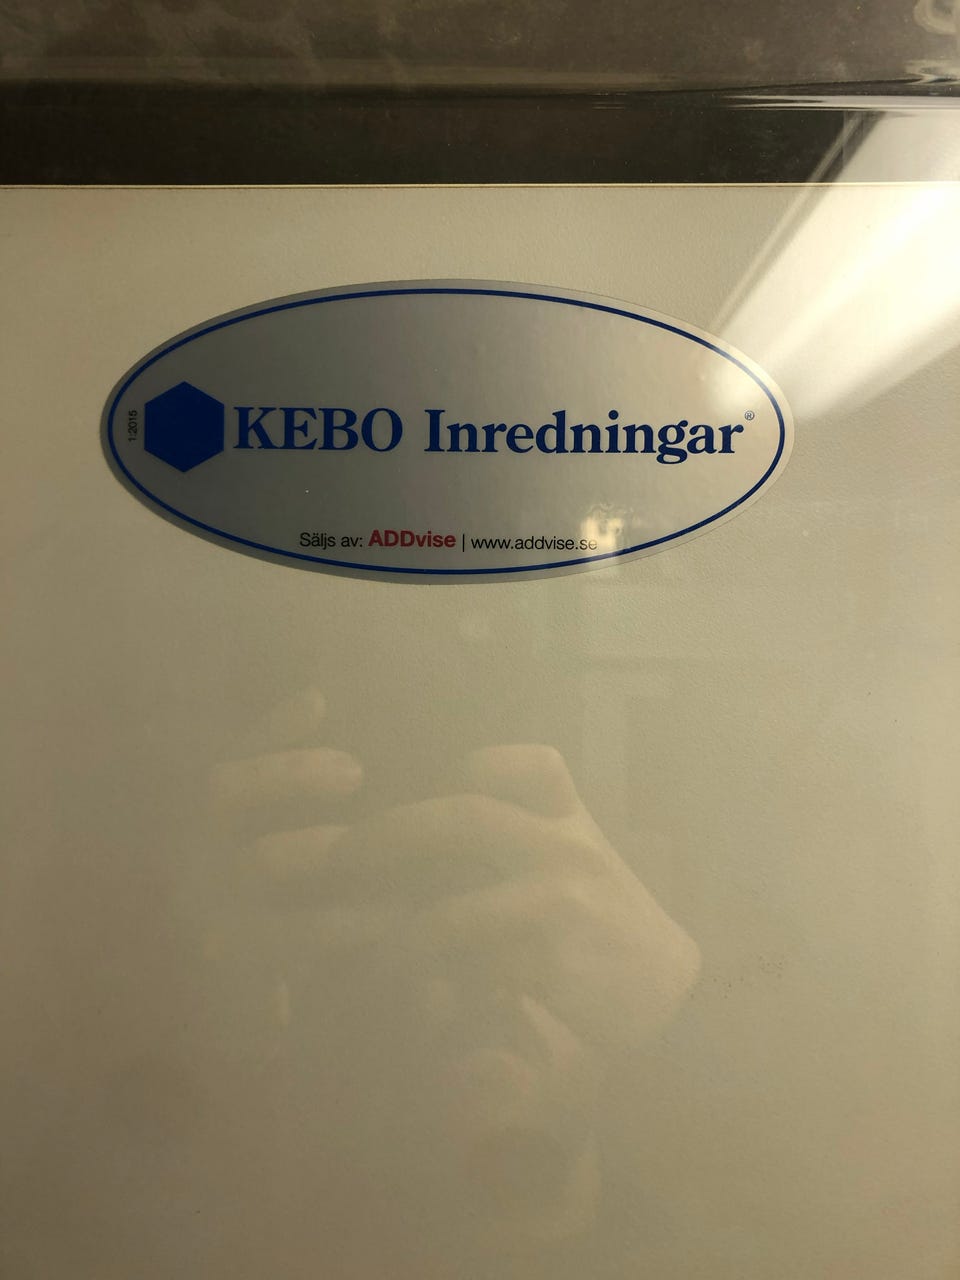 1:2015
KEBO Inredningar®
Säljs av: ADDvise | www.addvise.se